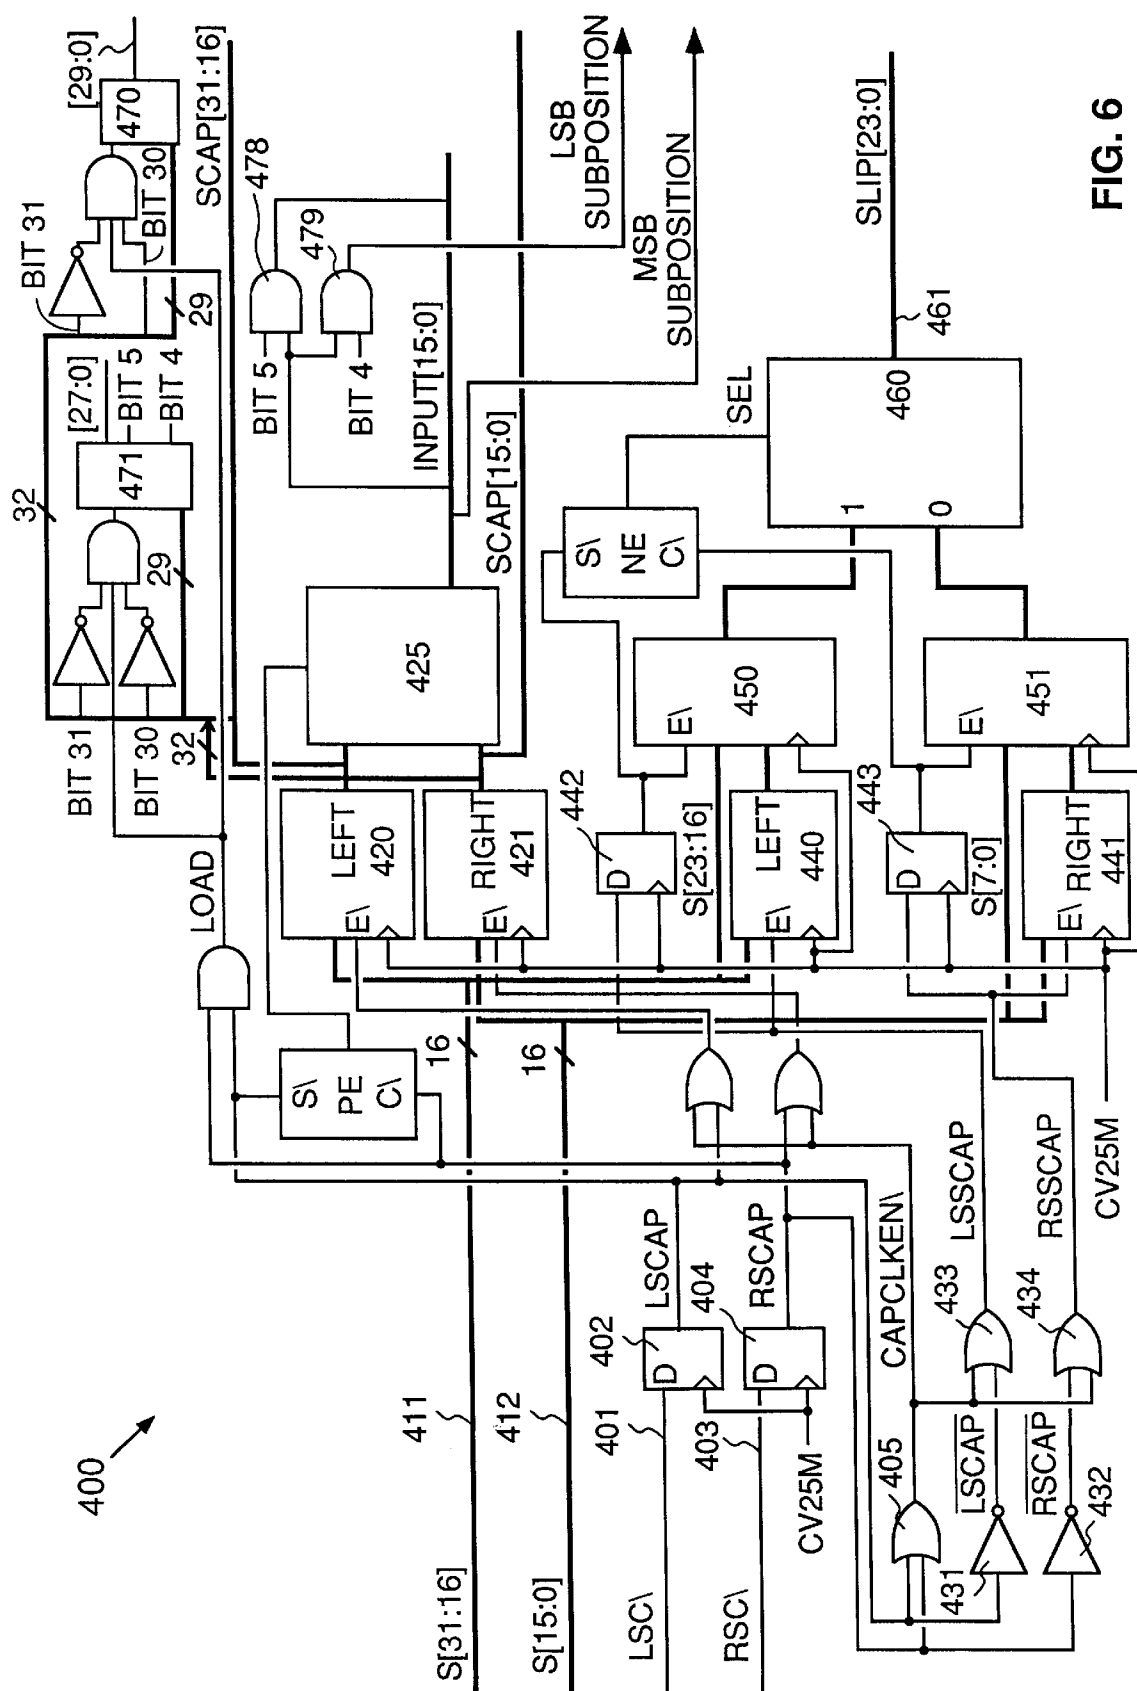 400
S[31:16]
411
S[15:0]
412
LSC\
401
RSC\
403
CV25M
402
D
LSCAP
404
D
RSCAP
405
CAPCLKEN\
431
LSCAP
432
RSCAP
433
LSSCAP
434
RSSCAP
CV25M
16
16
S\
PE
C\
LOAD
LEFT
420
E\
RIGHT
421
E\
425
442
D
S[23:16]
LEFT
440
E\
443
D
S[7:0]
RIGHT
441
E\
E\
450
E\
451
S\
NE
C\
SEL
1
0
460
461
SLIP[23:0]
BIT 31
BIT 30
32
32
29
471
[27:0]
BIT 5
BIT 4
BIT 31
29
BIT 30
470
[29:0]
SCAP[31:16]
BIT 5
BIT 4
478
479
INPUT[15:0]
SCAP[15:0]
LSB
SUBPOSITION
MSB
SUBPOSITION
FIG. 6